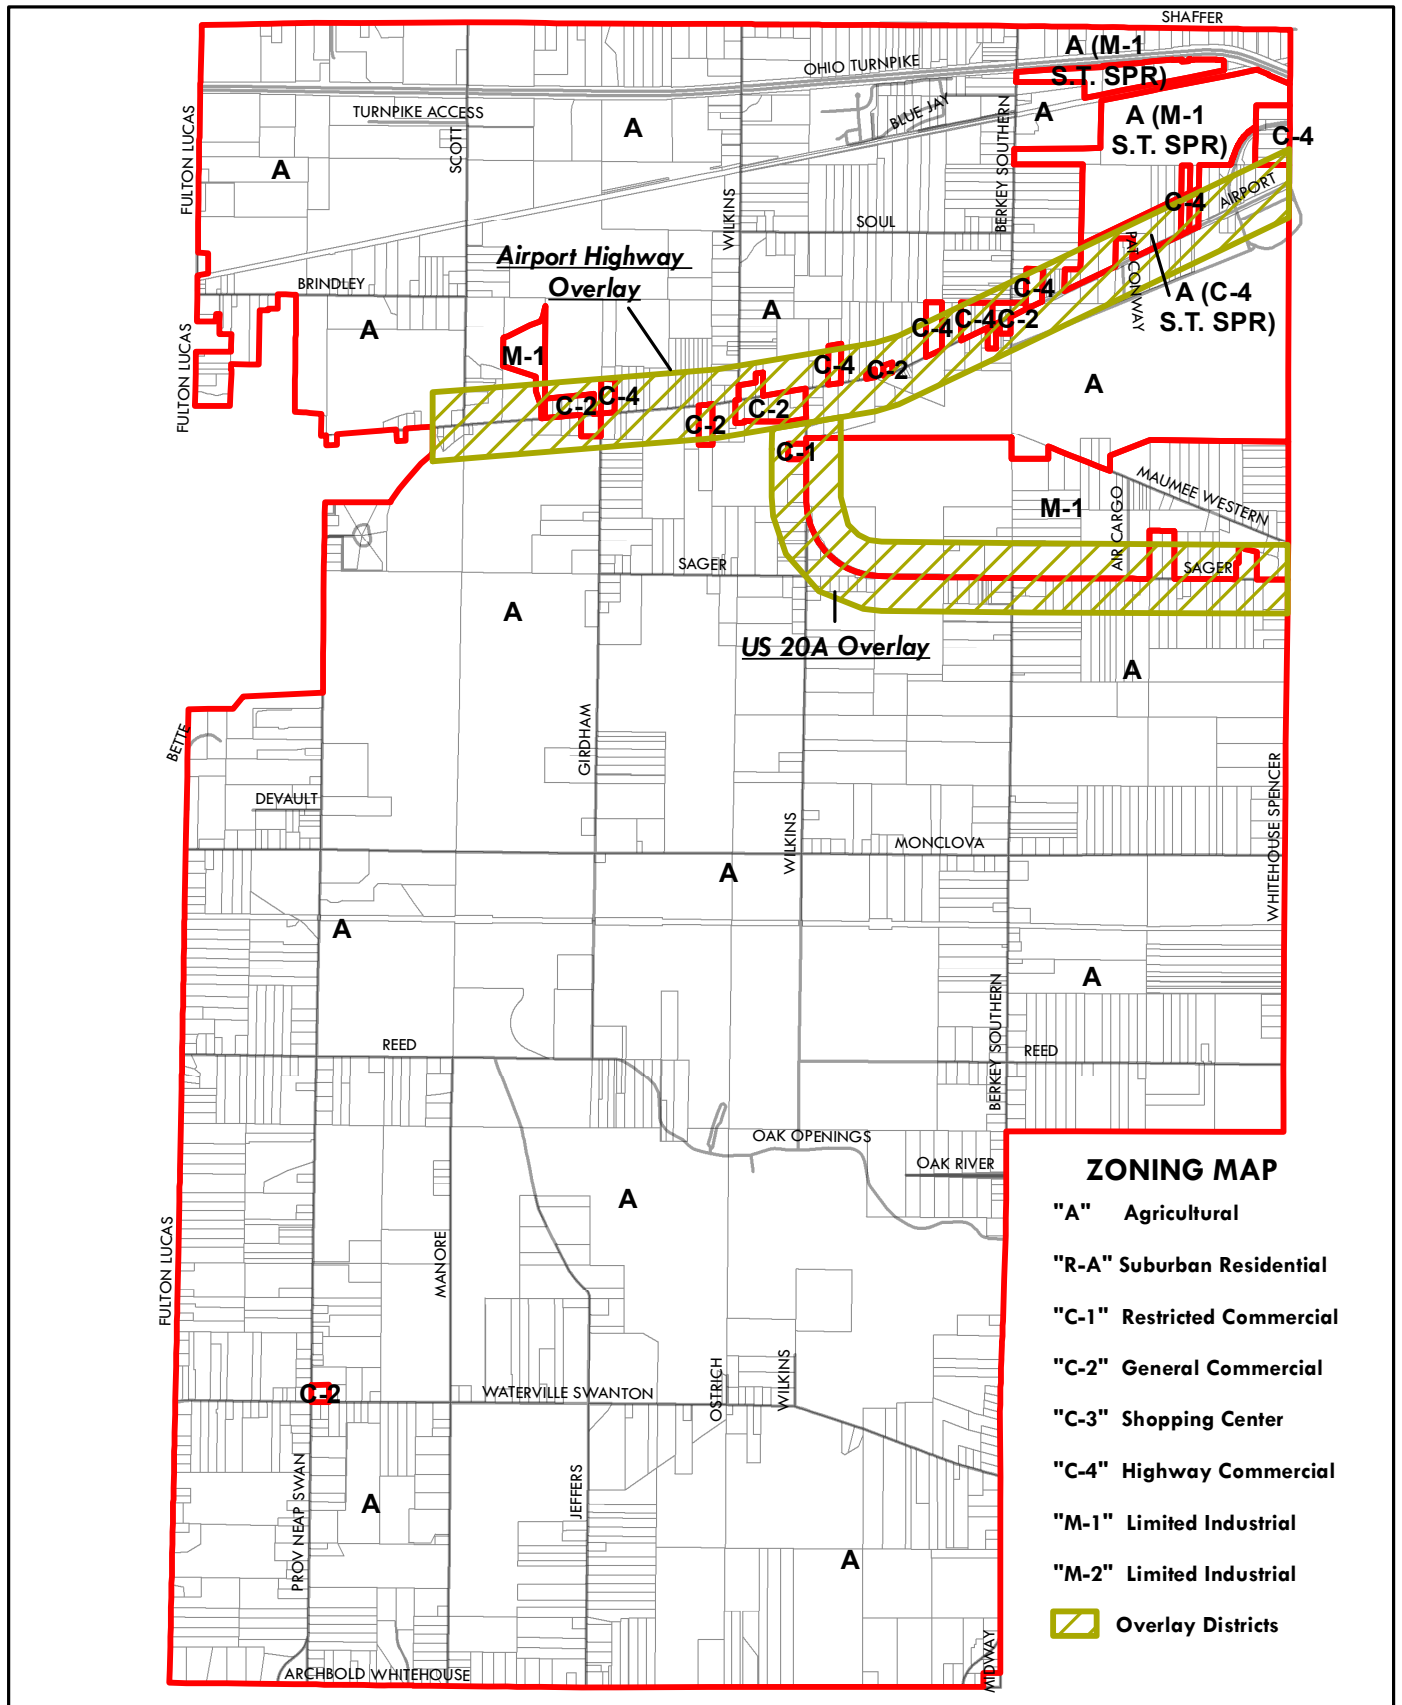 SHAFFER
A (M-1
S.T. SPR)
OHIO TURNPIKE
TURNPIKE ACCESS
BLUE JAY
A
A
A
A (M-1
S.T. SPR)
C-4
FULTON LUCAS
SCOTT
BERKEY SOUTHERN
WILKINS
SOUL
AIRPORT
C-4
PATCONWAY
Airport Highway
Overlay
BRINDLEY
C-4
A (C-4
S.T. SPR)
A
A
C-4
C-4
C-2
FULTON LUCAS
M-1
C-4
C-2
A
C-2
C-4
C-2
C-2
C-1
MAUMEE WESTERN
M-1
AIR CARGO
SAGER
SAGER
A
US 20A Overlay
A
BETTE
GIRDHAM
DEVAULT
WILKINS
MONCLOVA
WHITEHOUSE SPENCER
A
A
A
BERKEY SOUTHERN
REED
REED
OAK OPENINGS
OAK RIVER
A
FULTON LUCAS
MANORE
C-2
WATERVILLE SWANTON
OSTRICH
WILKINS
PROV NEAP SWAN
A
JEFFERS
A
ARCHBOLD WHITEHOUSE
MIDWAY
ZONING MAP
"A" Agricultural
"R-A" Suburban Residential
"C-1" Restricted Commercial
"C-2" General Commercial
"C-3" Shopping Center
"C-4" Highway Commercial
"M-1" Limited Industrial
"M-2" Limited Industrial
Overlay Districts